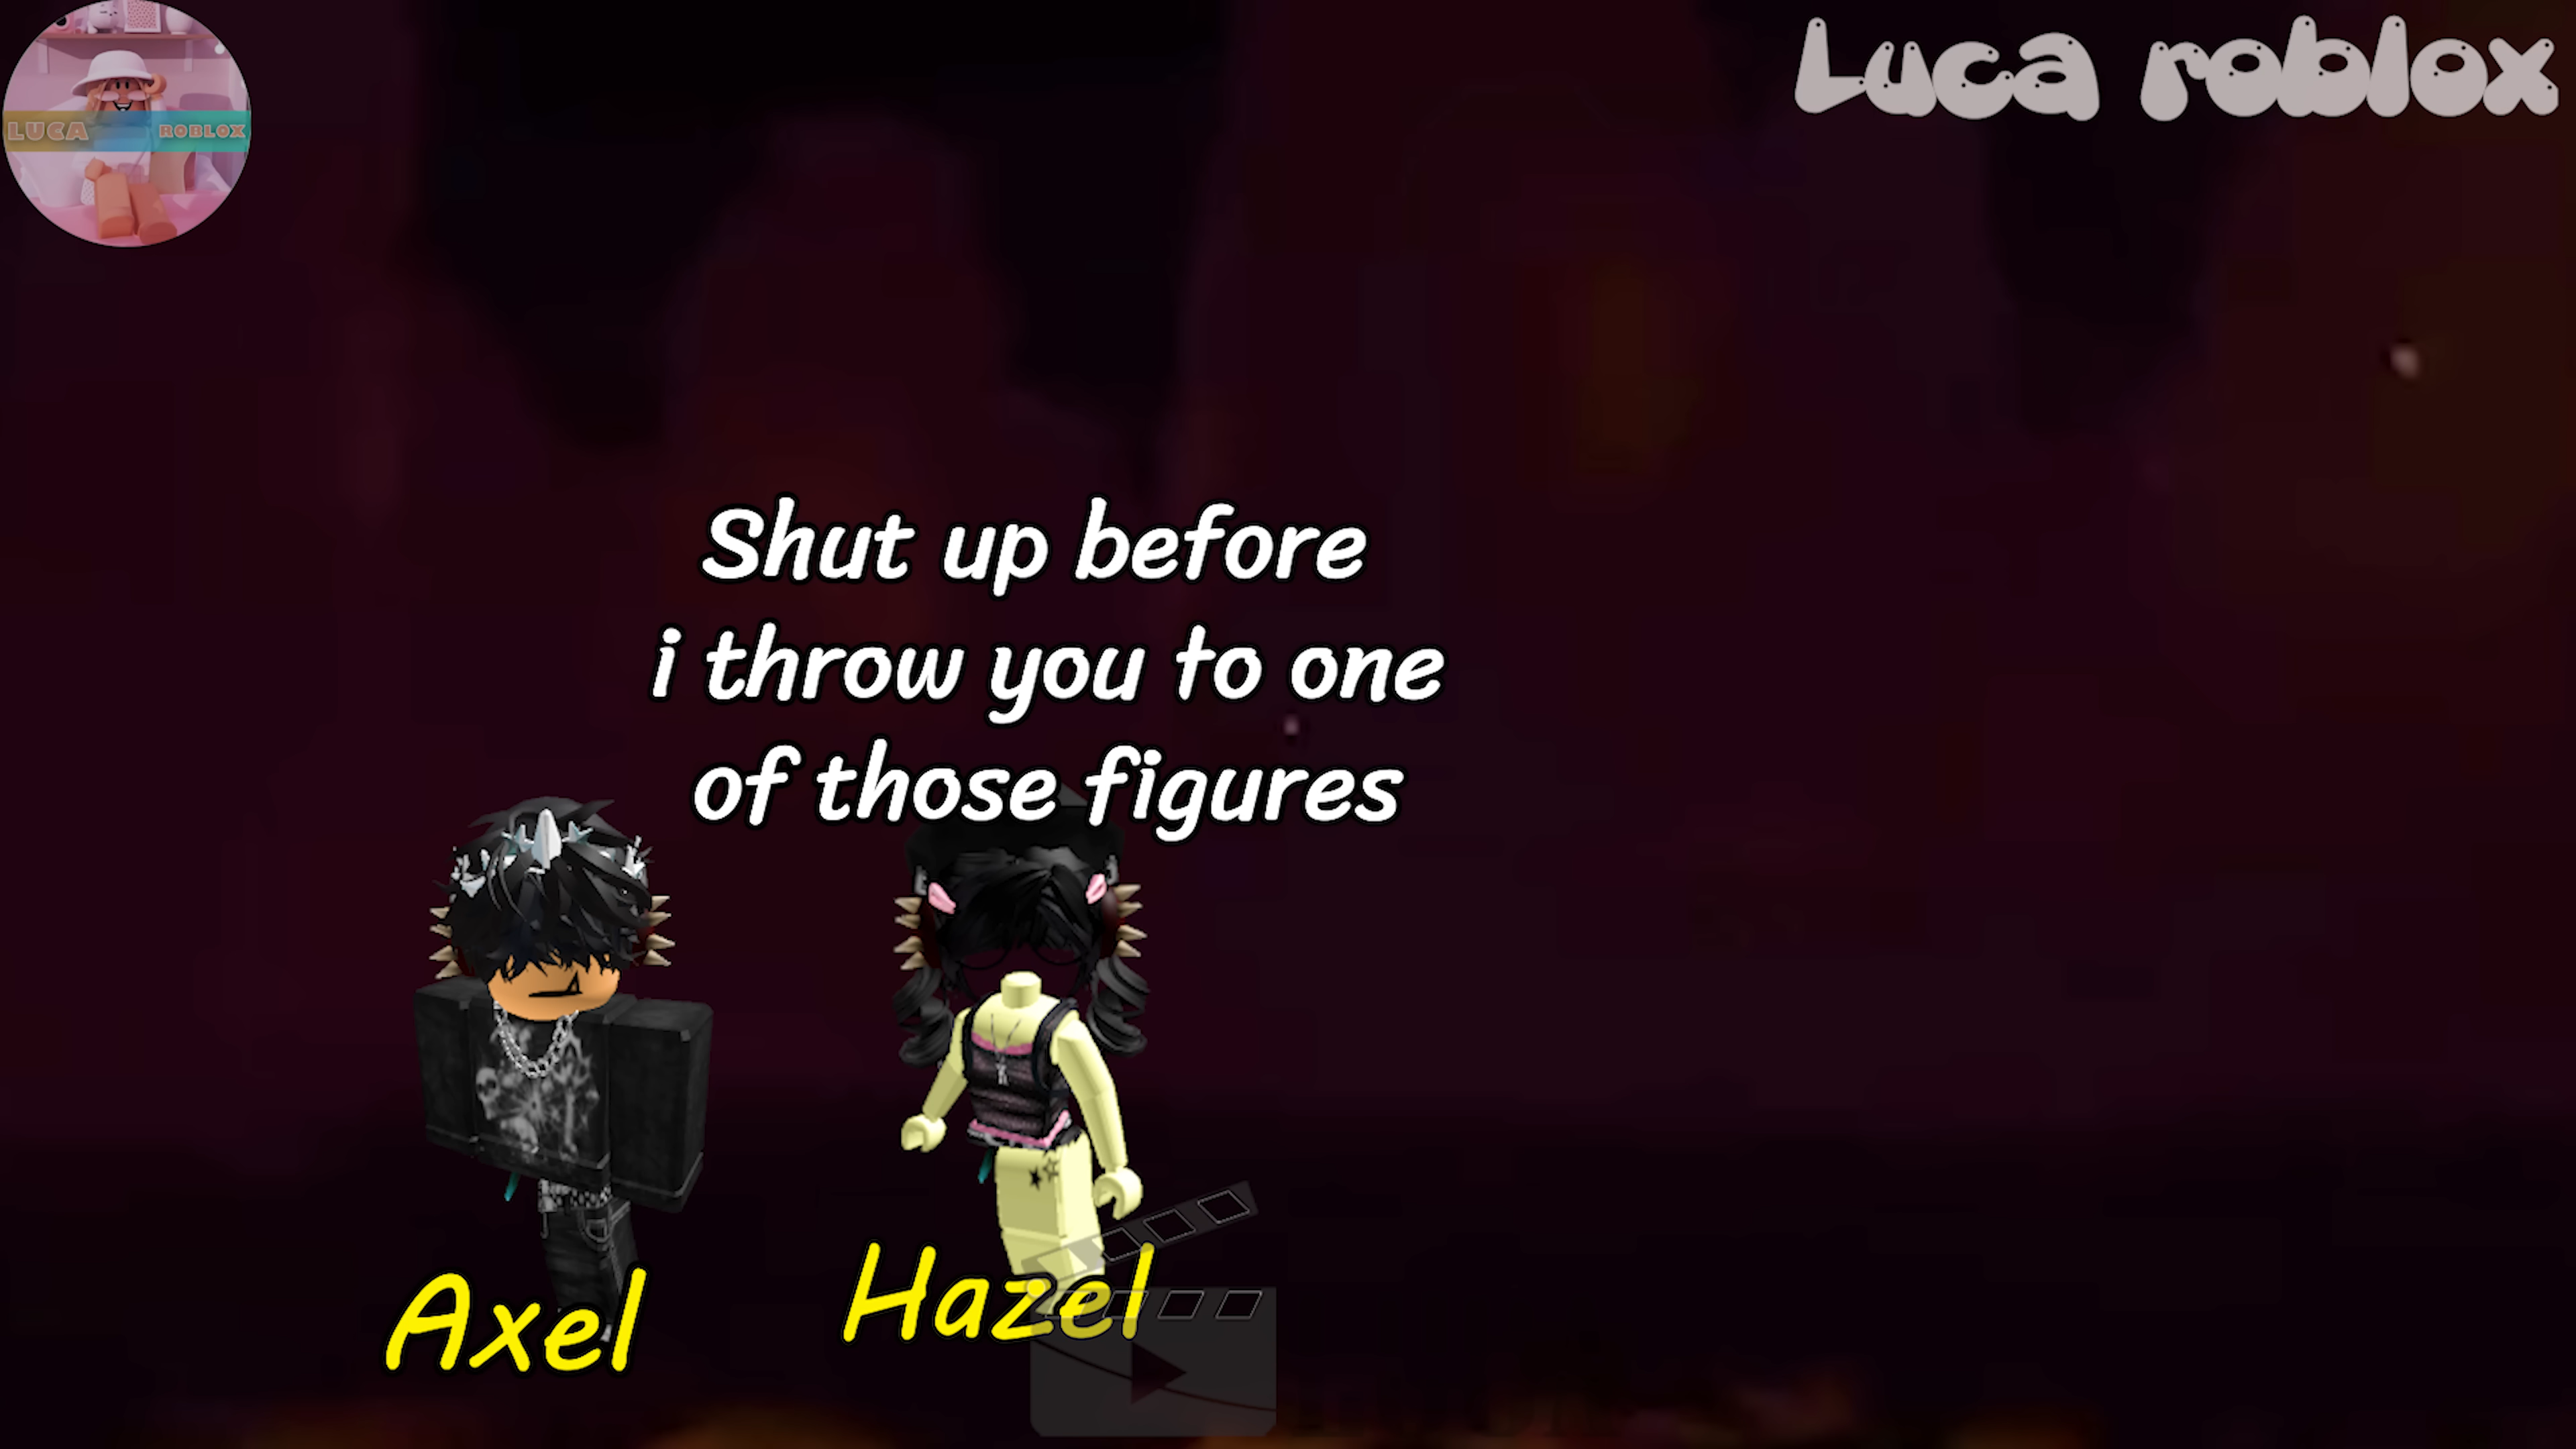 LUCA ROBLOX
Luca roblox
Shut up before
i throw you to one
of those figures
Axel
Hazel